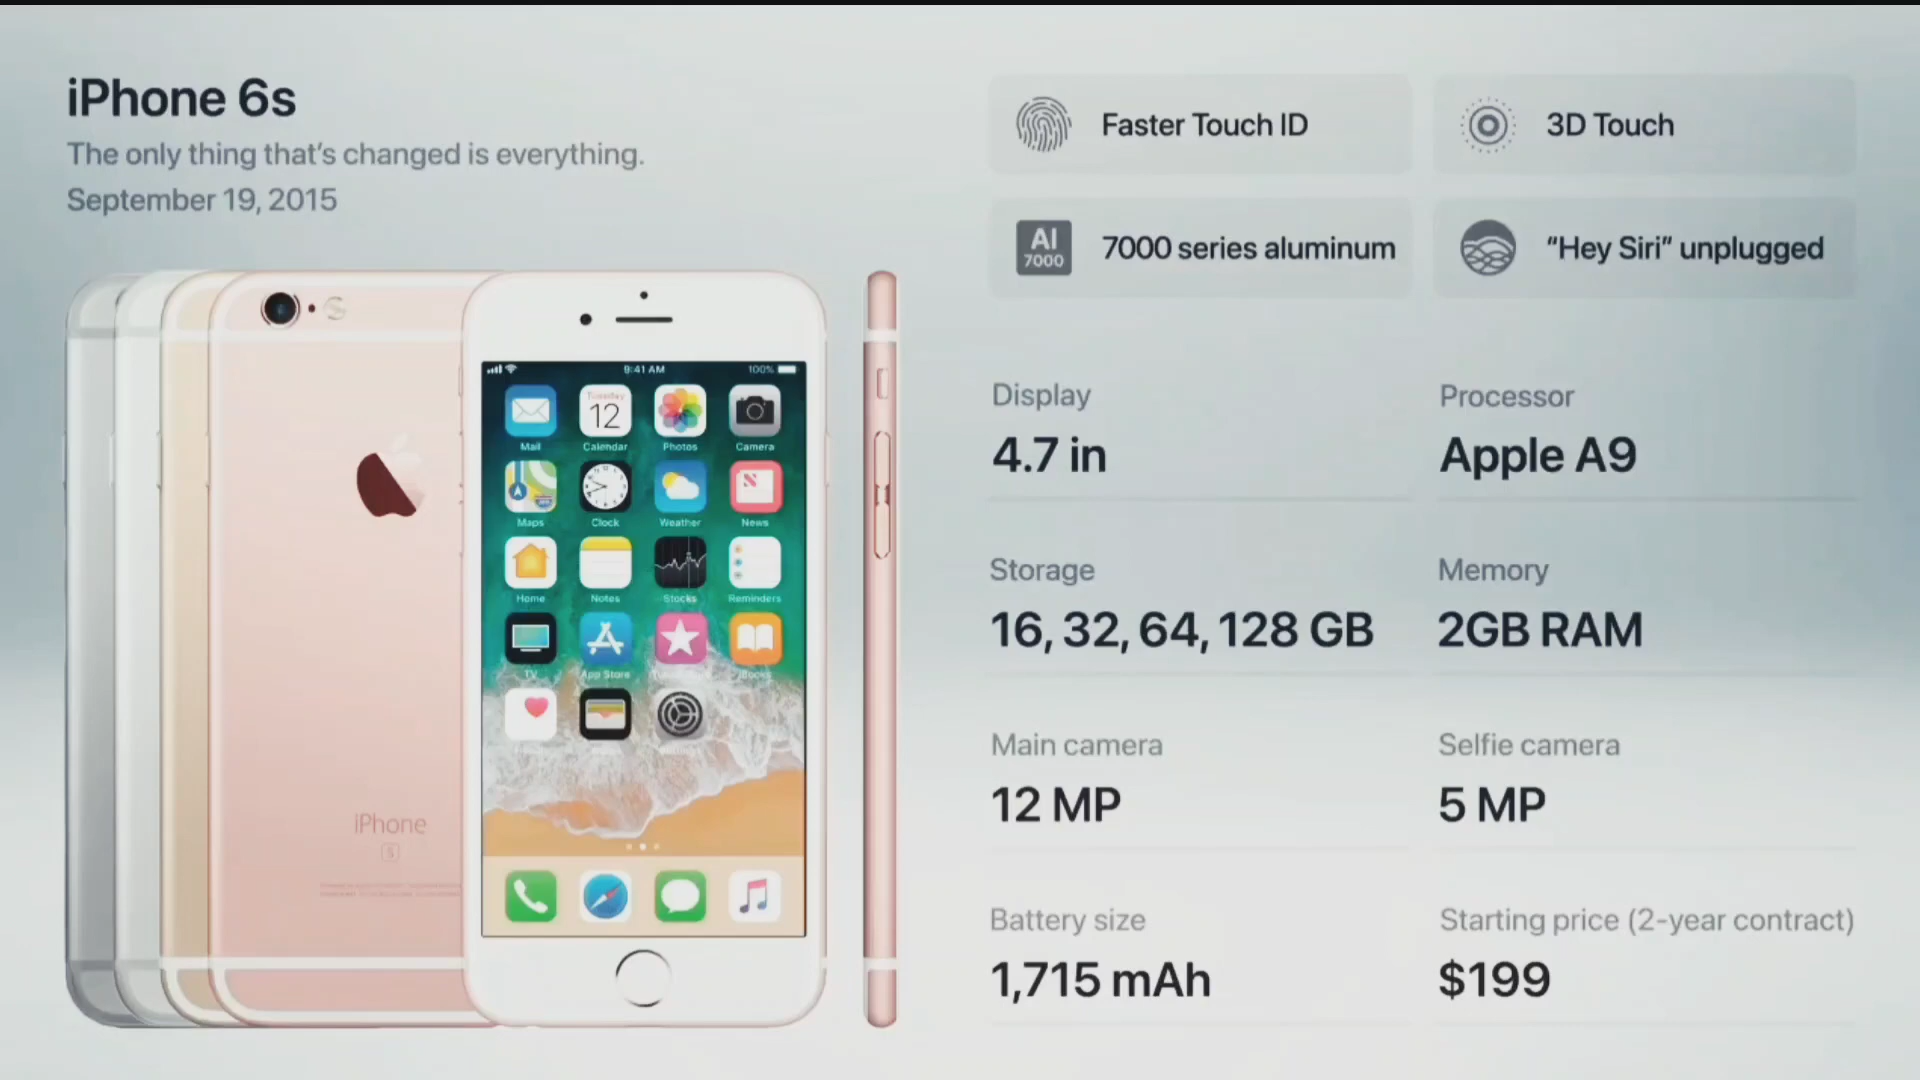 iPhone 6s
The only thing that's changed is everything.
September 19, 2015
Faster Touch ID
3D Touch
Al
7000
7000 series aluminum
“Hey Siri” unplugged
9:41 AM
100%
Tuesday
12
Mail
Calendar
Photos
Camera
Maps
Clock
Weather
News
Home
Notes
Stocks
Reminders
TV
App Store
iBooks
iPhone
S
Display
4.7 in
Processor
Apple A9
Storage
16, 32, 64, 128 GB
Memory
2GB RAM
Main camera
12 MP
Selfie camera
5 MP
Battery size
1,715 mAh
Starting price (2-year contract)
$199